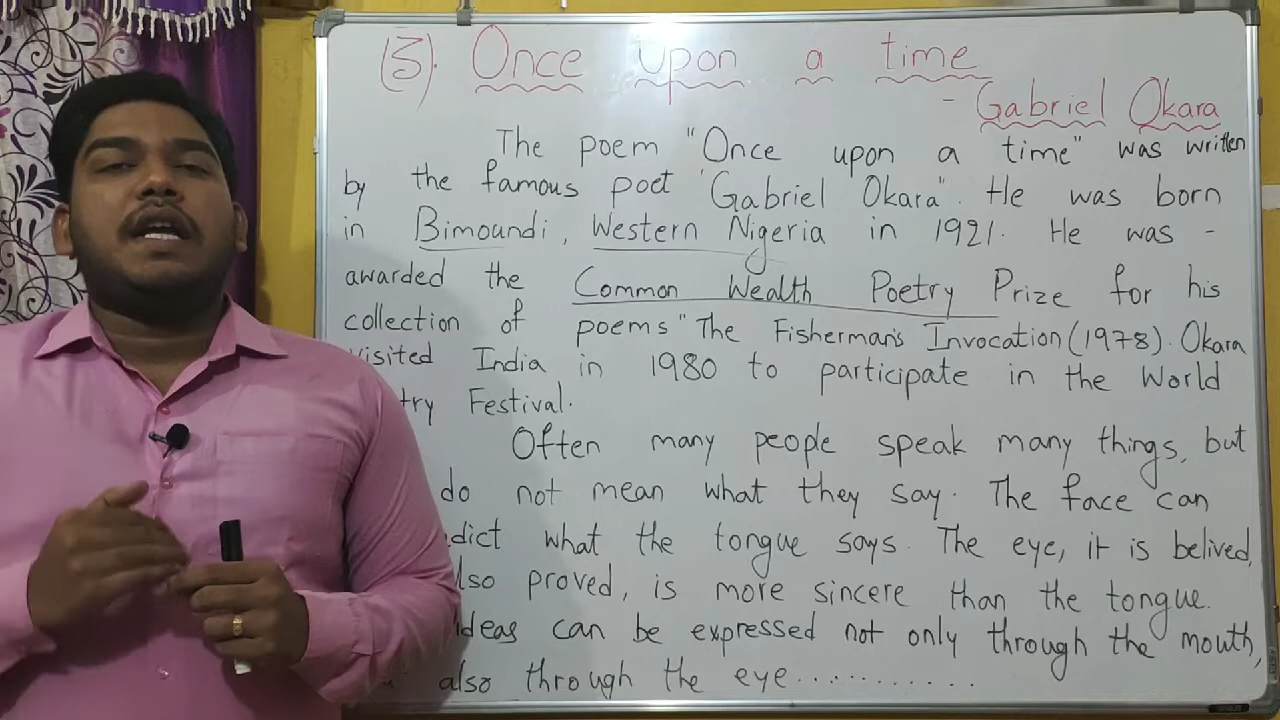 (3). Once upon a time
- Gabriel Okara
The poem "Once upon a time" was written
by the famous poet 'Gabriel Okara". He was born
in Bimoundi, Western Nigeria in 1921. He was -
awarded the Common Wealth Poetry Prize for his
collection of poems "The Fisherman's Invocation (1978). Okara
visited India in 1980 to participate in the World
try Festival.
Often many people speak many things, but
do not mean what they say. The face can
dict what the tongue says. The eye, it is belived,
lso proved, is more sincere than the tongue.
ideas can be expressed not only through the mouth,
also through the eye............